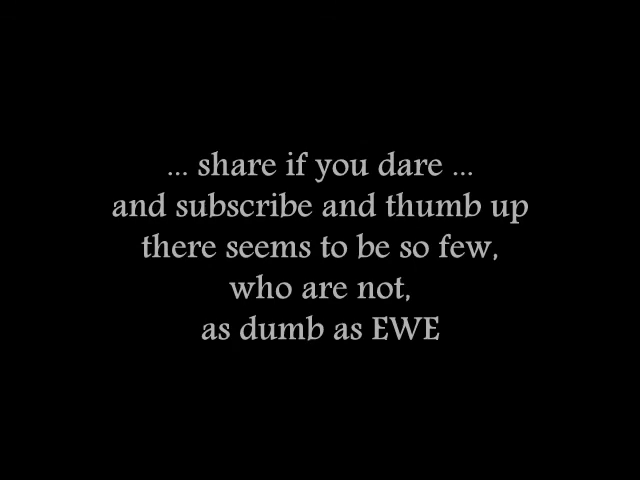 ... share if you dare ...
and subscribe and thumb up
there seems to be so few,
who are not,
as dumb as EWE